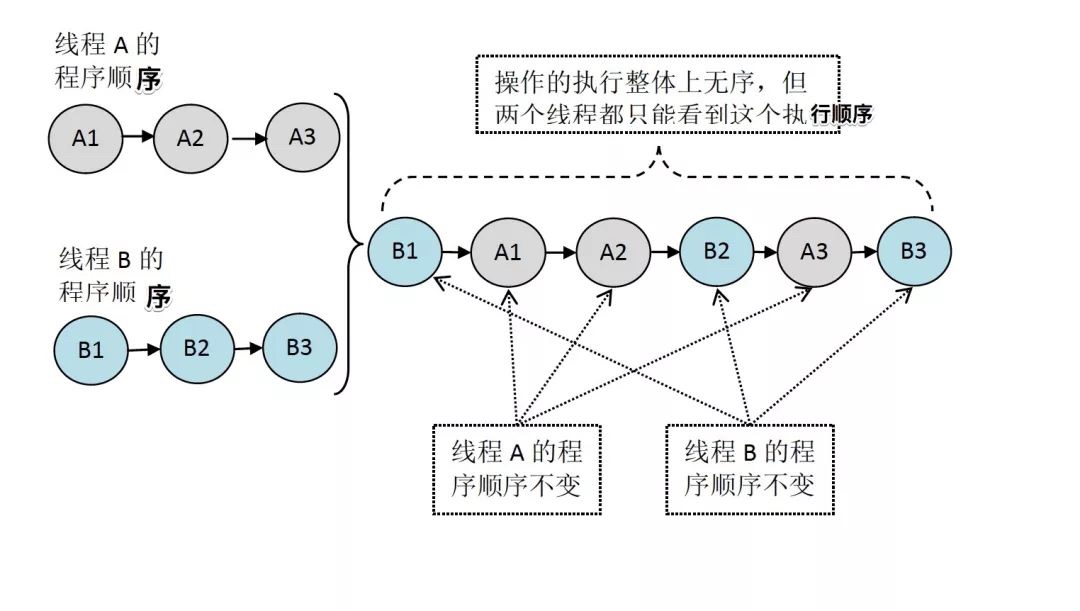 线程 A 的
程序顺序
A1 A2 A3
线程 B 的
程序顺序
B1 B2 B3
操作的执行整体上无序，但
两个线程都只能看到这个执行顺序
B1 A1 A2 B2 A3 B3
线程 A 的程
序顺序不变
线程 B 的程
序顺序不变